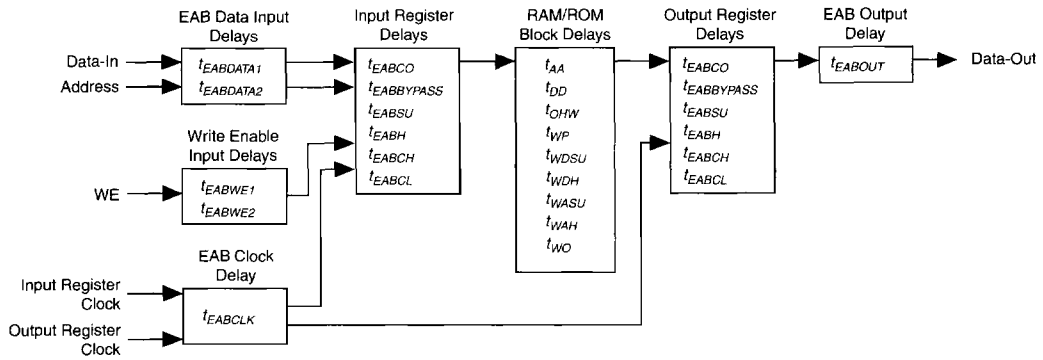 EAB Data Input
Delays
Data-In
Address
tEABDATA1
tEABDATA2
Write Enable
Input Delays
WE
tEABWE1
tEABWE2
EAB Clock
Delay
Input Register
Clock
Output Register
Clock
tEABCLK
Input Register
Delays
tEABCO
tEABBYPASS
tEABSU
tEABH
tEABCH
tEABCL
RAM/ROM
Block Delays
tAA
tDD
tOHW
tWP
tWDSU
tWDH
tWASU
tWAH
tWO
Output Register
Delays
tEABCO
tEABBYPASS
tEABSU
tEABH
tEABCH
tEABCL
EAB Output
Delay
tEABOUT
Data-Out